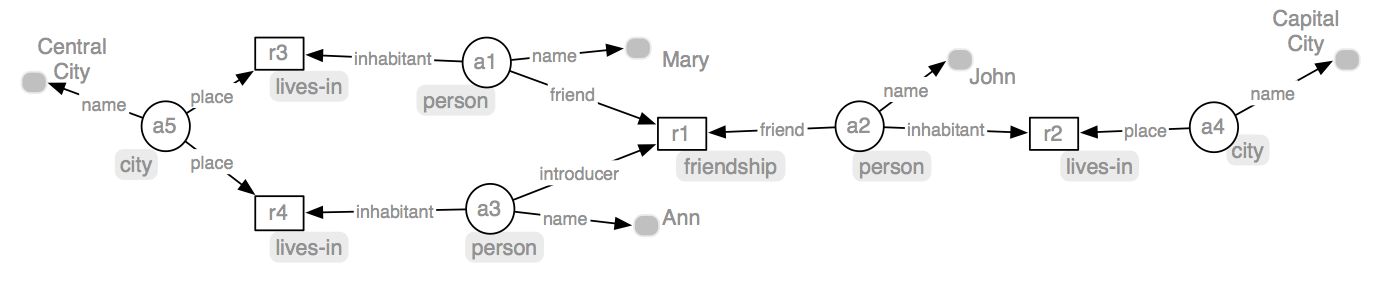 Central
City
name
a5
city
place
place
r3
lives-in
r4
lives-in
inhabitant
inhabitant
a1
person
name
Mary
friend
a3
person
introducer
name
Ann
r1
friendship
friend
a2
person
name
John
inhabitant
r2
lives-in
place
a4
city
name
Capital
City